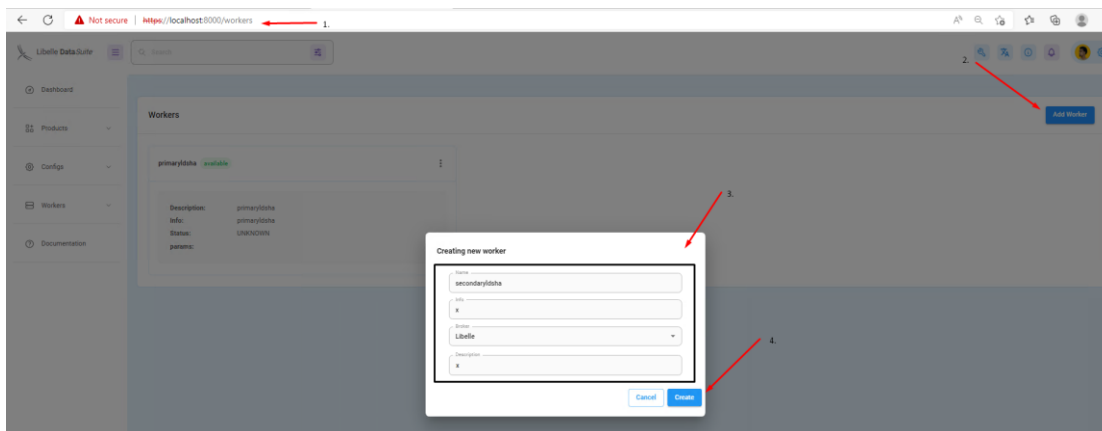 Not secure | https://localhost:8000/workers 1.
Libelle DataSuite
Search
2.
Dashboard
Products
Configs
Workers
Documentation
Workers
Add Worker
primaryldsha available
Description: primaryldsha
Info: primaryldsha
Status: UNKNOWN
params:
3.
Creating new worker
Name
secondaryldsha
Info
x
Broker
Libelle
Description
x
4.
Cancel Create